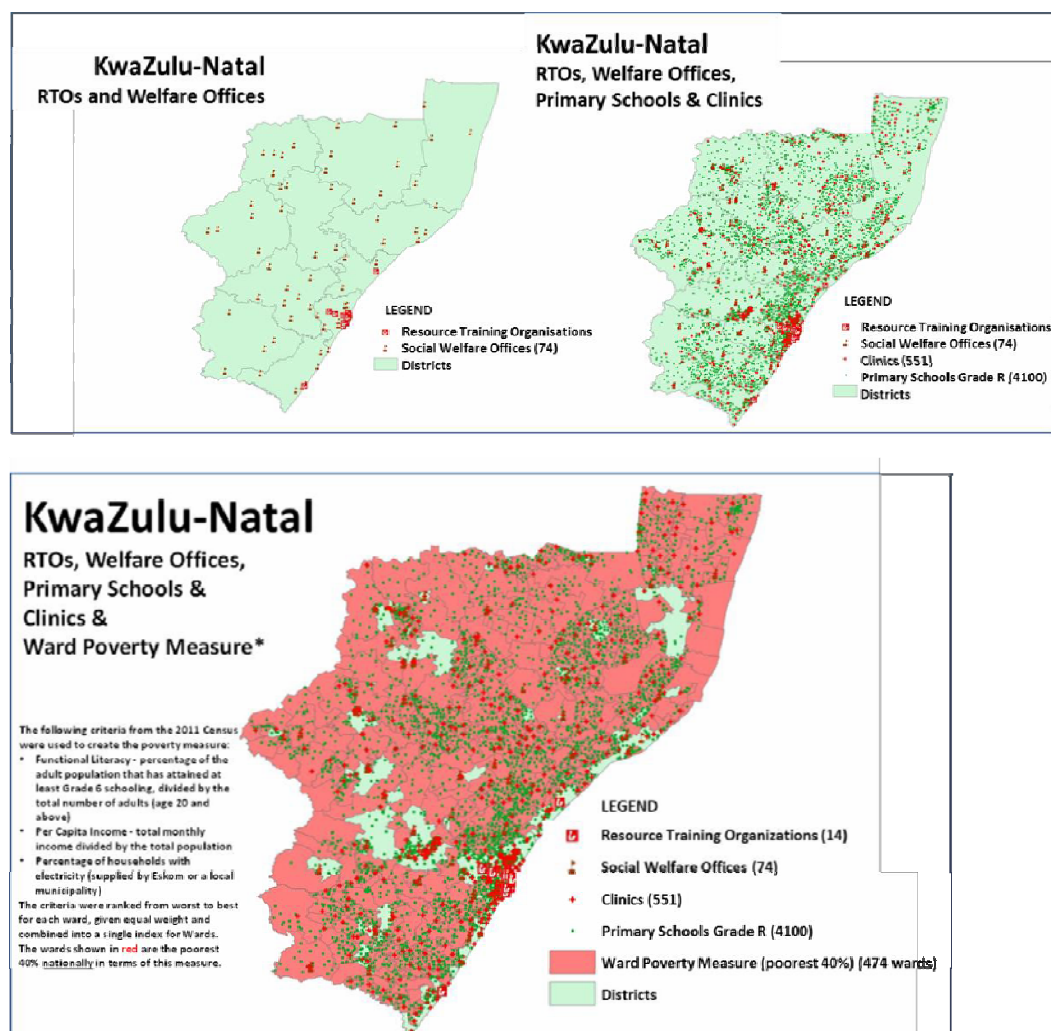 KwaZulu-Natal
RTOs and Welfare Offices
LEGEND
Resource Training Organisations
Social Welfare Offices (74)
Districts
KwaZulu-Natal
RTOs, Welfare Offices,
Primary Schools & Clinics
LEGEND
Resource Training Organisations
Social Welfare Offices (74)
Clinics (551)
Primary Schools Grade R (4100)
Districts
KwaZulu-Natal
RTOs, Welfare Offices,
Primary Schools &
Clinics &
Ward Poverty Measure*
The following criteria from the 2011 Census
were used to create the poverty measure:
• Functional Literacy - percentage of the
adult population that has attained at
least Grade 6 schooling, divided by the
total number of adults (age 20 and
above)
• Per Capita Income - total monthly
income divided by the total population
• Percentage of households with
electricity (supplied by Eskom or a local
municipality)
The criteria were ranked from worst to best
for each ward, given equal weight and
combined into a single index for Wards.
The wards shown in red are the poorest
40% nationally in terms of this measure.
LEGEND
Resource Training Organizations (14)
Social Welfare Offices (74)
Clinics (551)
Primary Schools Grade R (4100)
Ward Poverty Measure (poorest 40%) (474 wards)
Districts